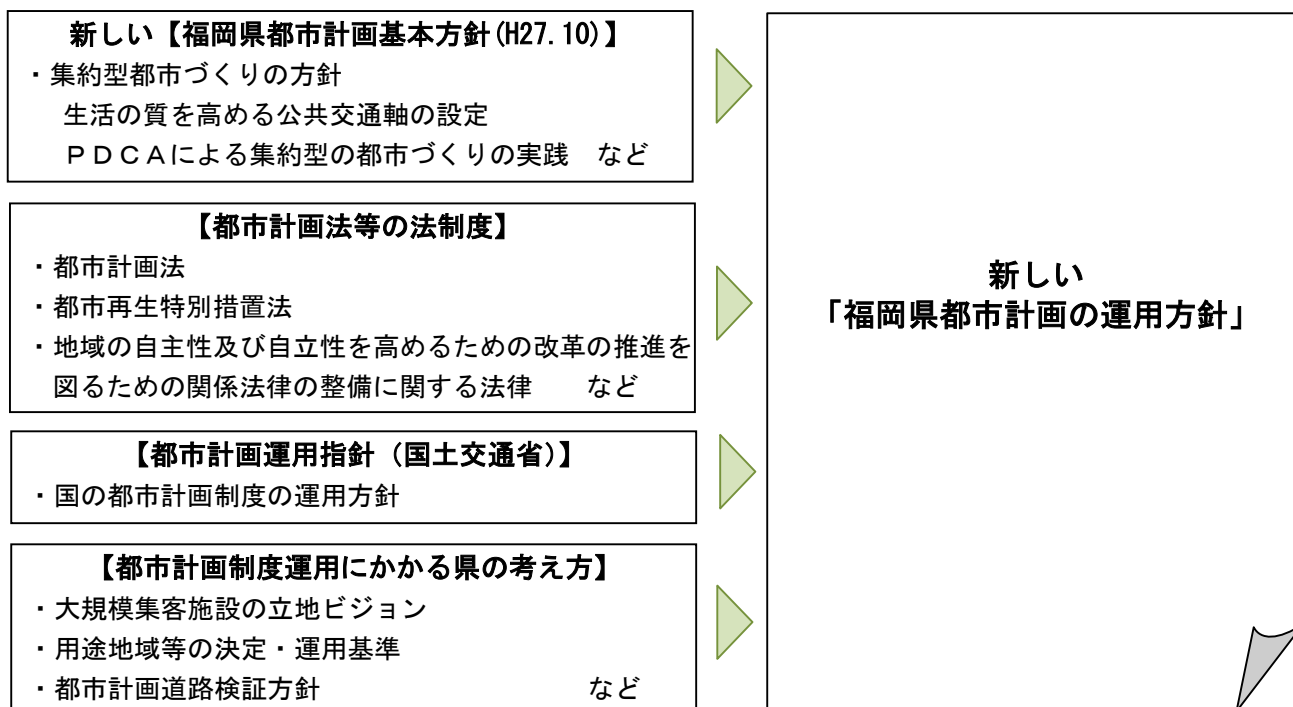 新しい【福岡県都市計画基本方針(H27.10)】
・集約型都市づくりの方針
生活の質を高める公共交通軸の設定
ＰＤＣＡによる集約型の都市づくりの実践　など
【都市計画法等の法制度】
・都市計画法
・都市再生特別措置法
・地域の自主性及び自立性を高めるための改革の推進を
図るための関係法律の整備に関する法律　　など
【都市計画運用指針（国土交通省）】
・国の都市計画制度の運用方針
【都市計画制度運用にかかる県の考え方】
・大規模集客施設の立地ビジョン
・用途地域等の決定・運用基準
・都市計画道路検証方針　　　　　　　　　　など
新しい
「福岡県都市計画の運用方針」